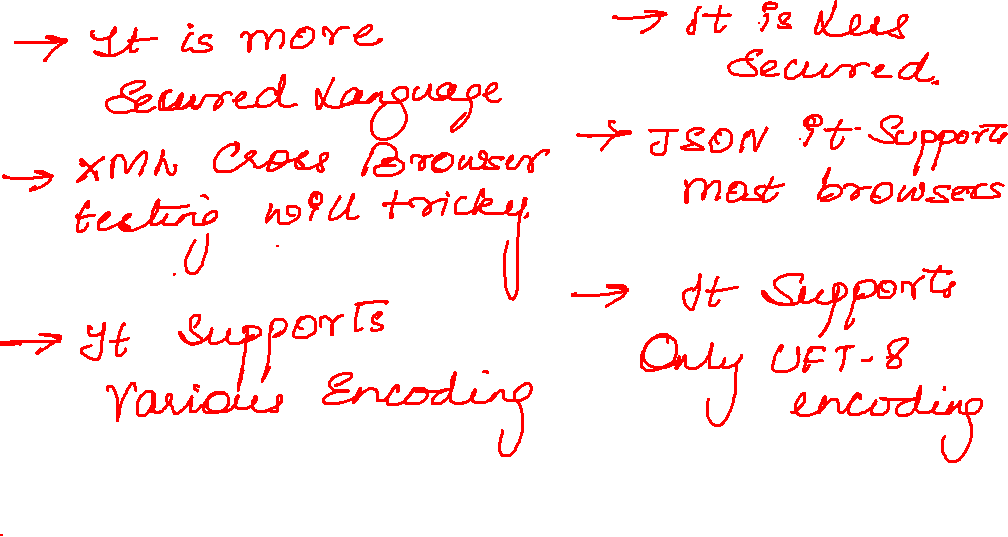 → It is more
Secured Language
→ XML Cross Browser
testing will tricky.
→ It Supports
Various Encoding
→ It is Less
Secured.
→ JSON it Supports
most browsers
→ It Supports
Only UFT-8
encoding